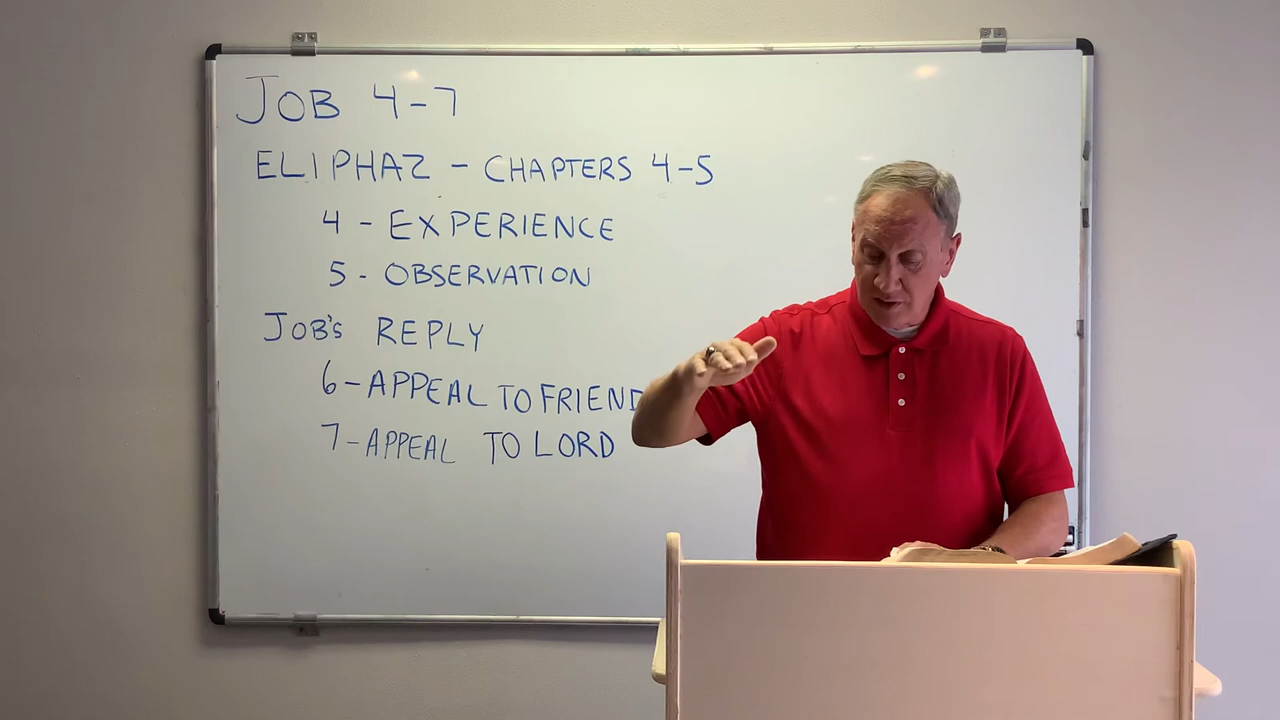 JOB 4-7
ELIPHAZ - CHAPTERS 4-5
4 - EXPERIENCE
5 - OBSERVATION
JOB's REPLY
6-APPEAL TO FRIEND
7-APPEAL TO LORD